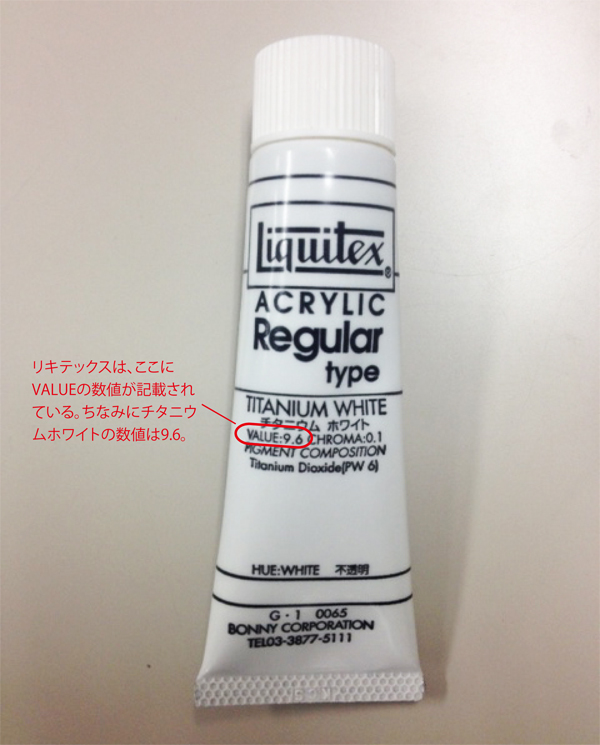 Liquitex®
ACRYLIC
Regular
type
リキテックスは、ここに
VALUEの数値が記載され
ている。ちなみにチタニウ
ムホワイトの数値は9.6。
TITANIUM WHITE
チタニウム ホワイト
VALUE:9.6 CHROMA:0.1
PIGMENT COMPOSITION
Titanium Dioxide(PW 6)
HUE:WHITE 不透明
G・1 0065
BONNY CORPORATION
TEL03-3877-5111